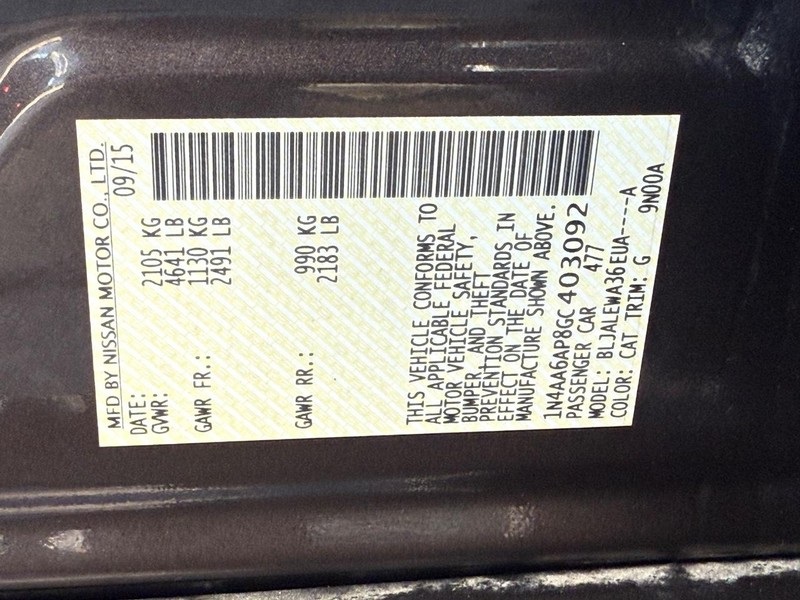 MFD BY NISSAN MOTOR CO., LTD.
DATE: 09/15
GVWR: 2105 KG
4641 LB
GAWR FR.: 1130 KG
2491 LB
GAWR RR.: 990 KG
2183 LB
THIS VEHICLE CONFORMS TO
ALL APPLICABLE FEDERAL
MOTOR VEHICLE SAFETY,
BUMPER, AND THEFT
PREVENTION STANDARDS IN
EFFECT ON THE DATE OF
MANUFACTURE SHOWN ABOVE.
1N4AA6AP8GC403092
PASSENGER CAR 477
MODEL: BLJALEWA36EUA----A
COLOR: CAT TRIM: G 9N00A